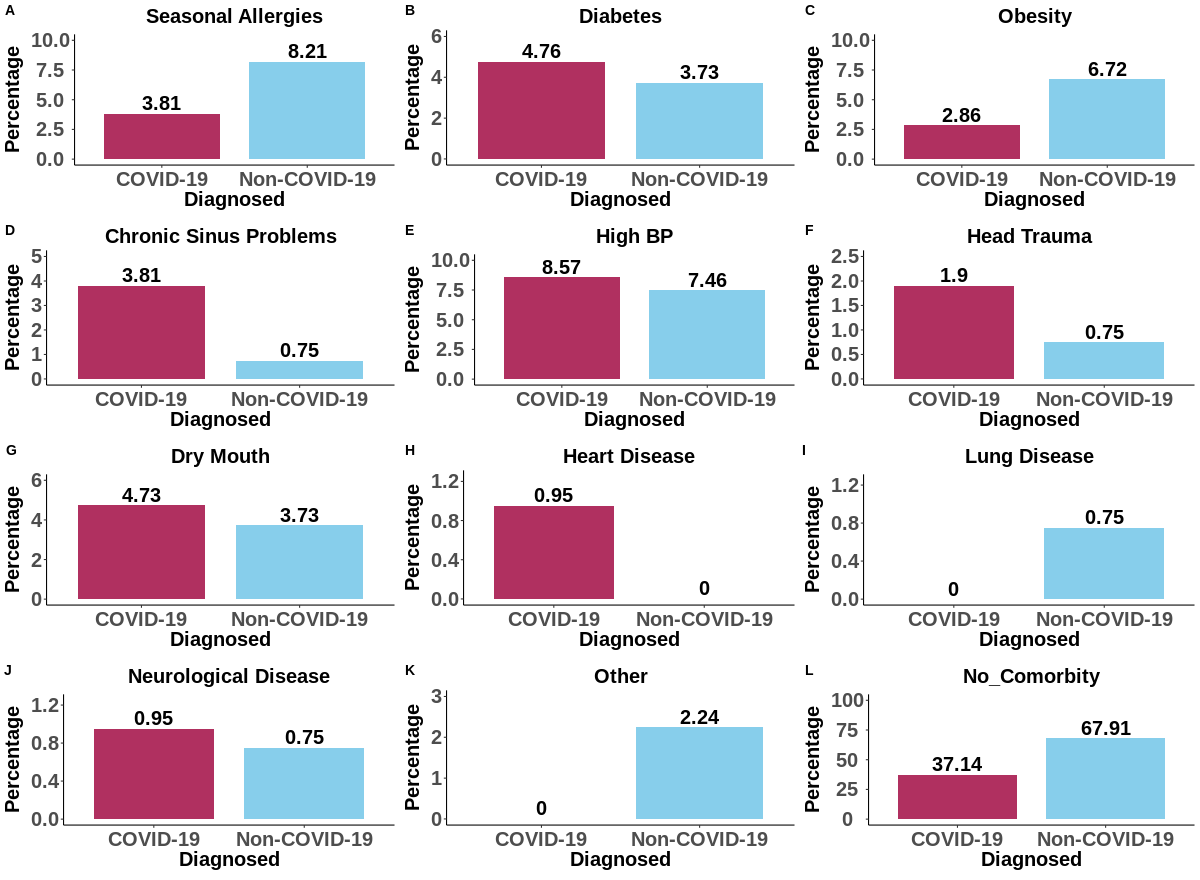 A
Seasonal Allergies
Percentage
10.0
7.5
5.0
2.5
0.0
3.81
8.21
COVID-19
Non-COVID-19
Diagnosed
B
Diabetes
Percentage
6
4
2
0
4.76
3.73
COVID-19
Non-COVID-19
Diagnosed
C
Obesity
Percentage
10.0
7.5
5.0
2.5
0.0
2.86
6.72
COVID-19
Non-COVID-19
Diagnosed
D
Chronic Sinus Problems
Percentage
5
4
3
2
1
0
3.81
0.75
COVID-19
Non-COVID-19
Diagnosed
E
High BP
Percentage
10.0
7.5
5.0
2.5
0.0
8.57
7.46
COVID-19
Non-COVID-19
Diagnosed
F
Head Trauma
Percentage
2.5
2.0
1.5
1.0
0.5
0.0
1.9
0.75
COVID-19
Non-COVID-19
Diagnosed
G
Dry Mouth
Percentage
6
4
2
0
4.73
3.73
COVID-19
Non-COVID-19
Diagnosed
H
Heart Disease
Percentage
1.2
0.8
0.4
0.0
0.95
0
COVID-19
Non-COVID-19
Diagnosed
I
Lung Disease
Percentage
1.2
0.8
0.4
0.0
0
0.75
COVID-19
Non-COVID-19
Diagnosed
J
Neurological Disease
Percentage
1.2
0.8
0.4
0.0
0.95
0.75
COVID-19
Non-COVID-19
Diagnosed
K
Other
Percentage
3
2
1
0
0
2.24
COVID-19
Non-COVID-19
Diagnosed
L
No_Comorbity
Percentage
100
75
50
25
0
37.14
67.91
COVID-19
Non-COVID-19
Diagnosed